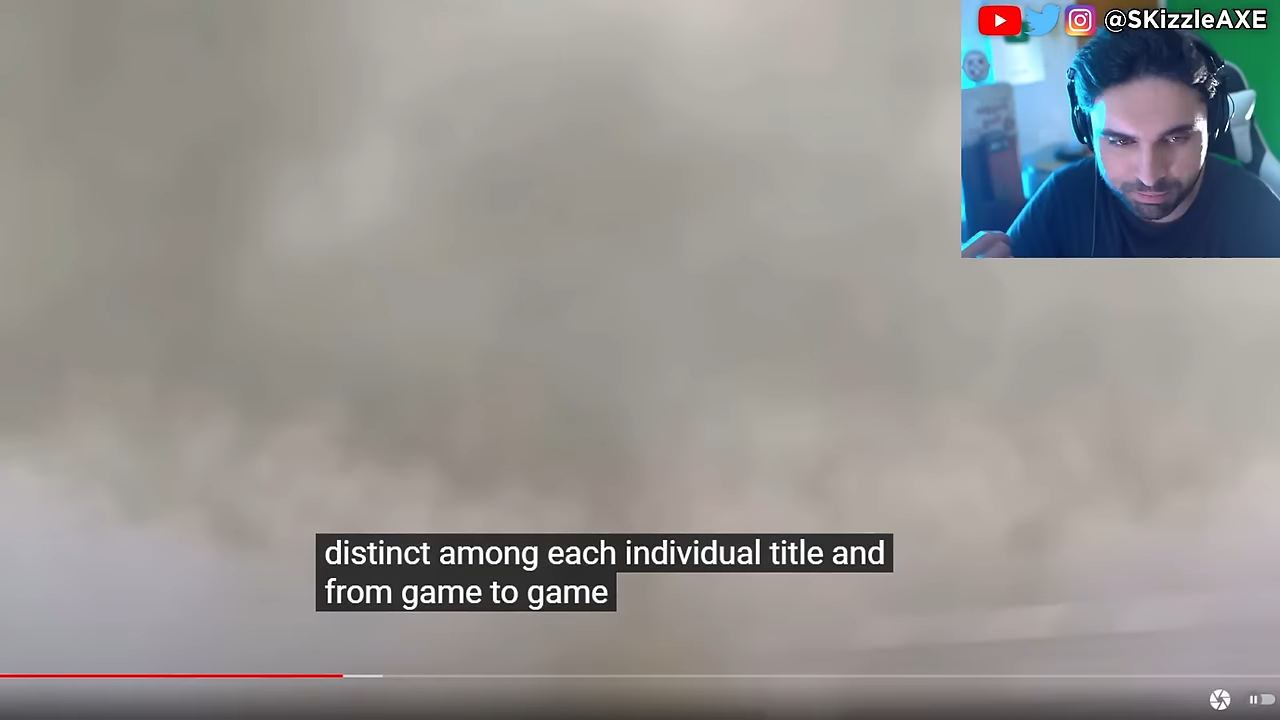 @SKizzleAXE
distinct among each individual title and
from game to game